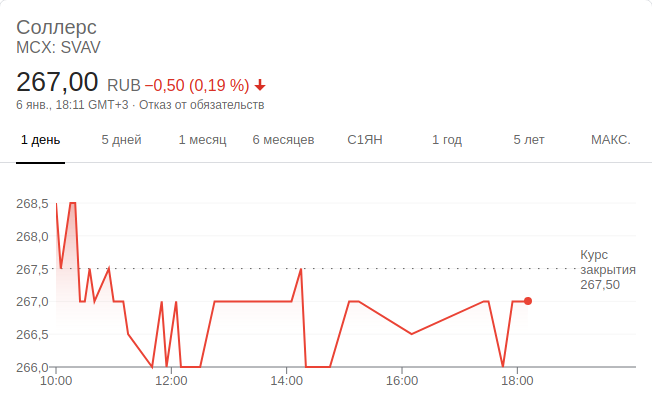 Соллерс
MCX: SVAV
267,00 RUB −0,50 (0,19 %)
6 янв., 18:11 GMT+3 · Отказ от обязательств
1 день 5 дней 1 месяц 6 месяцев С1ЯН 1 год 5 лет МАКС.
268,5
268,0
267,5
267,0
266,5
266,0
Курс
закрытия
267,50
10:00 12:00 14:00 16:00 18:00